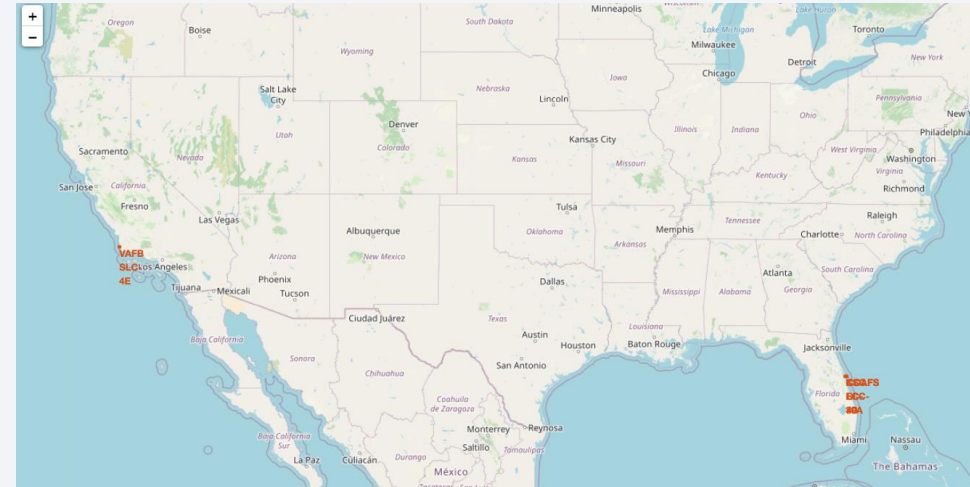 +
−
Oregon
Boise
South Dakota
Minneapolis
Lake Michigan
Toronto
Wyoming
Milwaukee
Detroit
New York
Iowa
Chicago
Salt Lake
City
Nebraska
Lincoln
Pennsylvania
Denver
Illinois
Indiana
Ohio
Philadelphia
Sacramento
Nevada
Utah
Colorado
Kansas City
Kansas
Missouri
West Virginia
Washington
San Jose
California
Kentucky
Virginia
Richmond
Fresno
Las Vegas
Tulsa
Tennessee
Raleigh
Albuquerque
Oklahoma
Memphis
Charlotte
North Carolina
VAFB
SLC-
4E
Los Angeles
Arizona
New Mexico
Arkansas
Atlanta
South Carolina
Tijuana
Mexicali
Phoenix
Tucson
Dallas
Mississippi
Alabama
Georgia
Ciudad Juárez
Texas
Louisiana
Baja California
Austin
Houston
Baton Rouge
Jacksonville
Sonora
San Antonio
Chihuahua
Florida
Coahuila
de Zaragoza
Monterrey
Reynosa
Miami
Nassau
Baja California
Sur
Saltillo
Tamaulipas
La Paz
Culiacán
Durango
México
The Bahamas